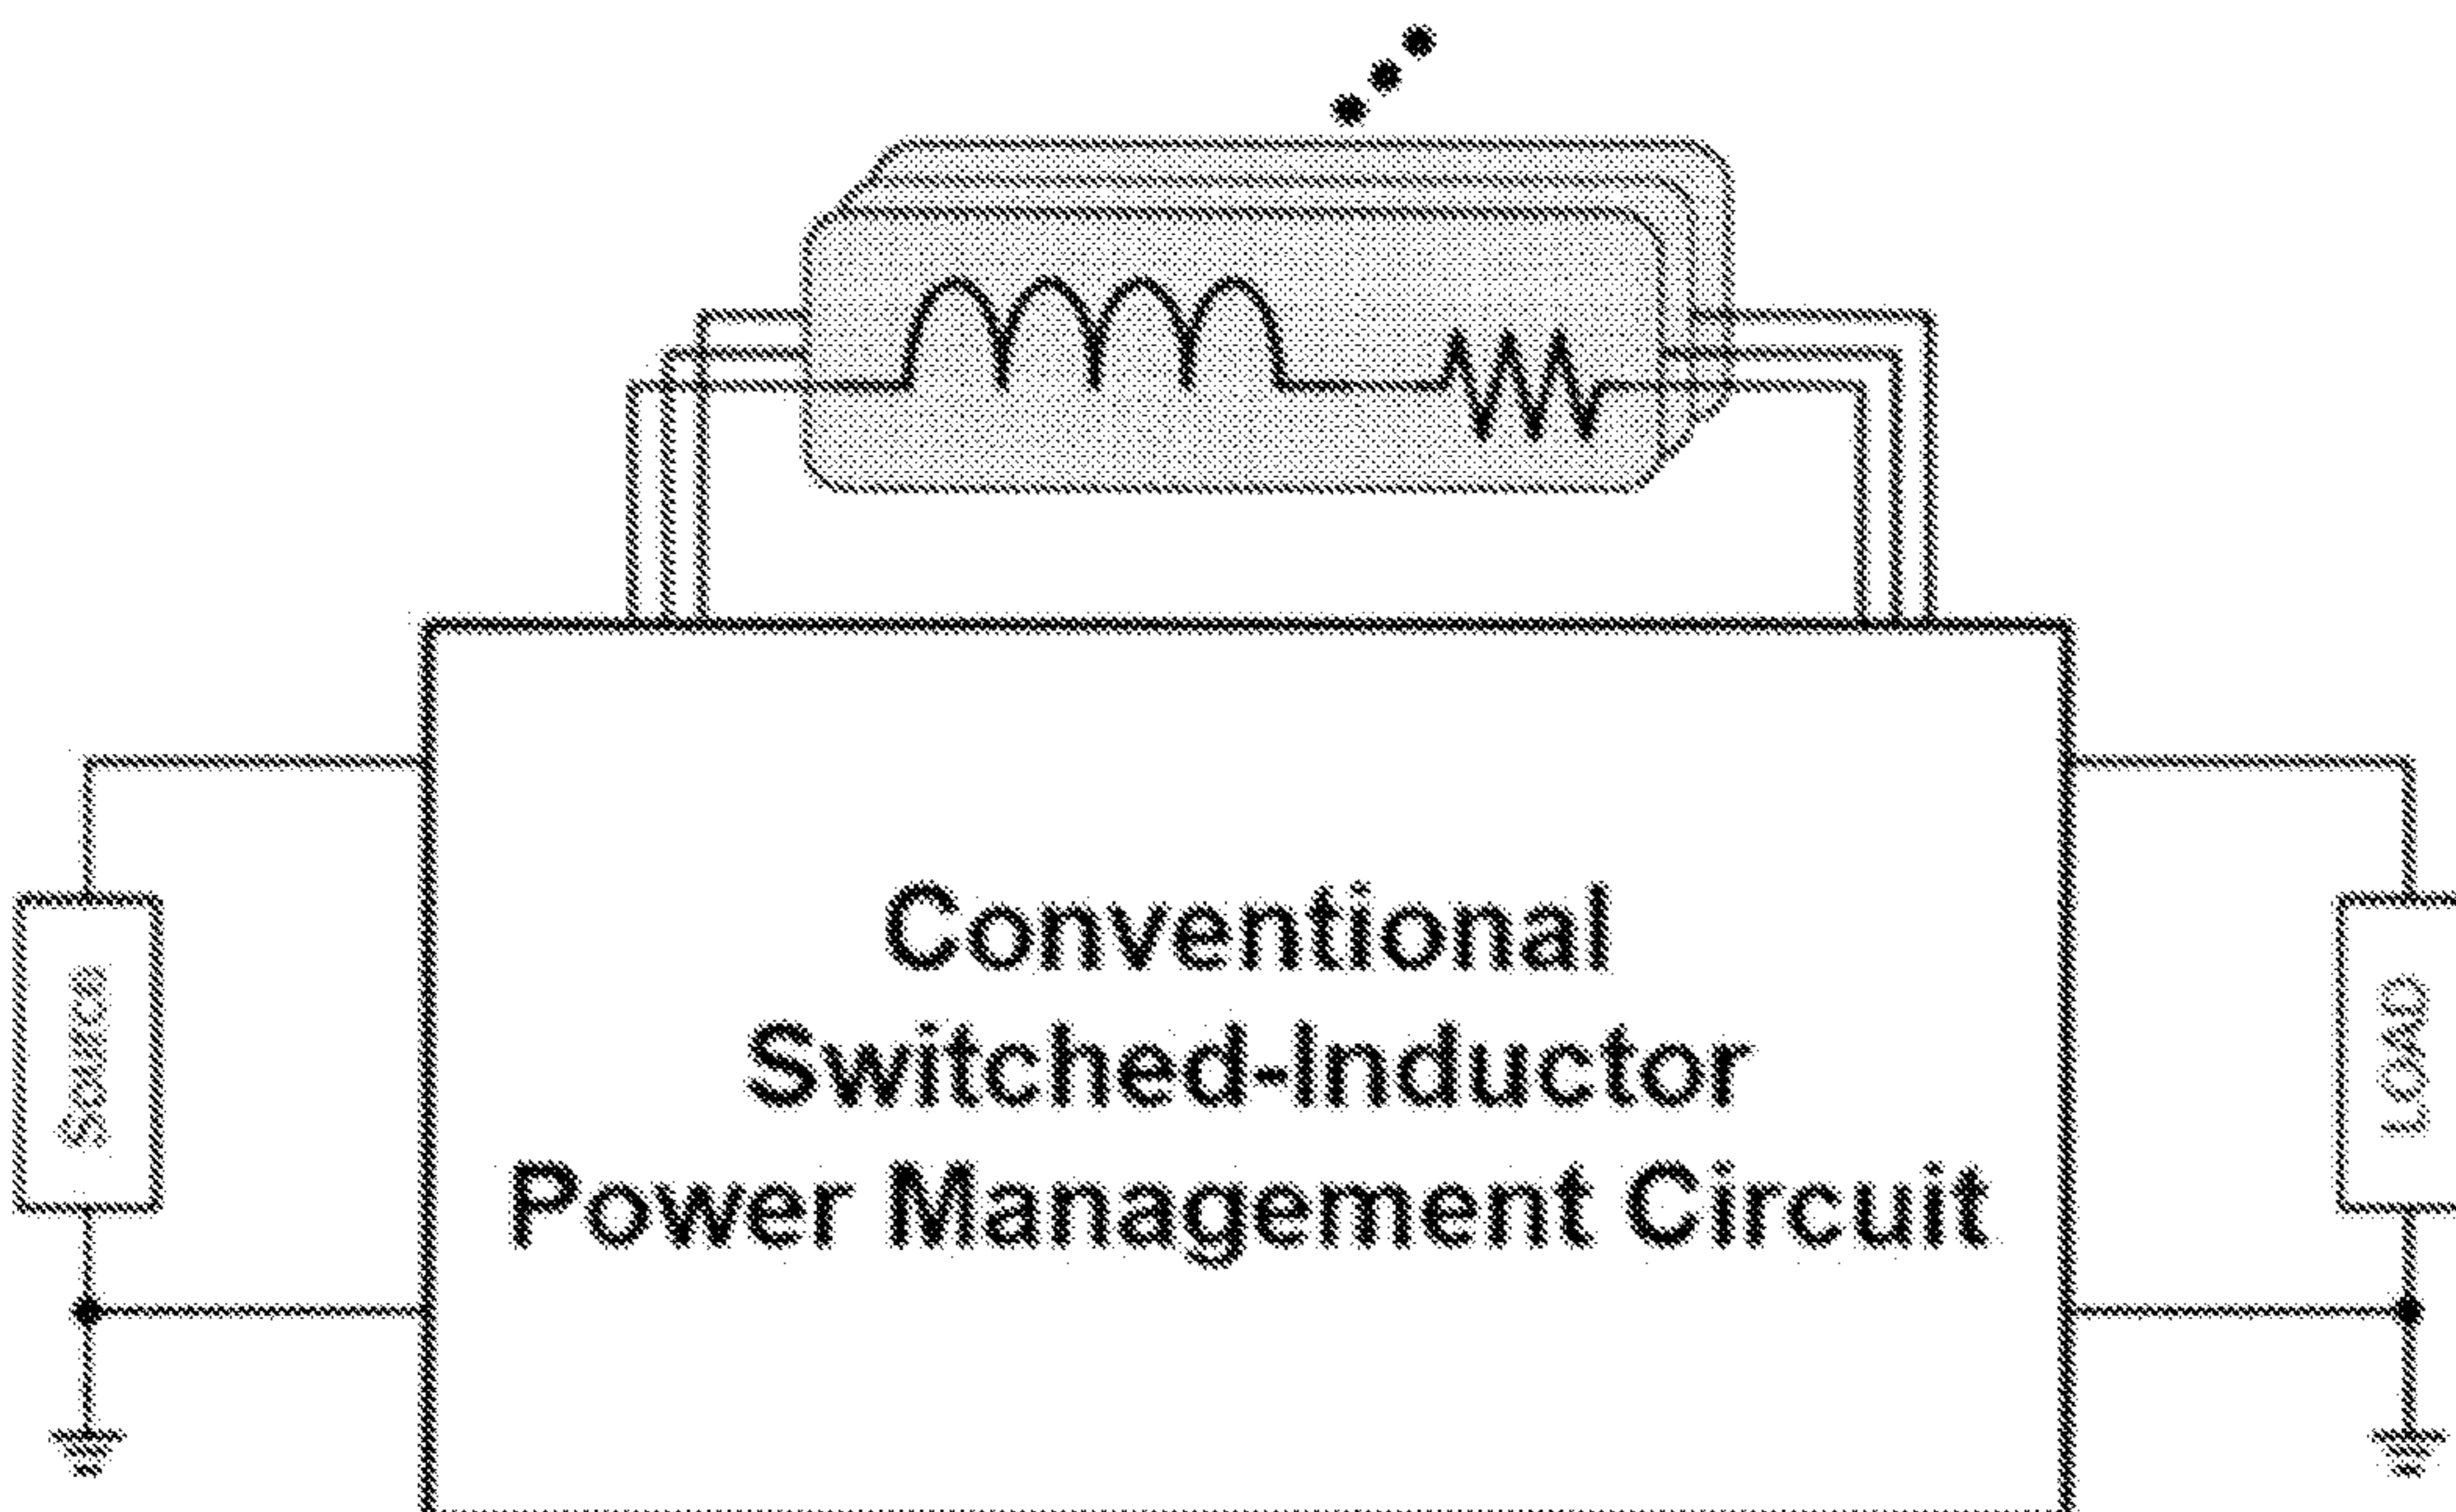 Conventional
Switched-Inductor
Power Management Circuit
Source
LOAD